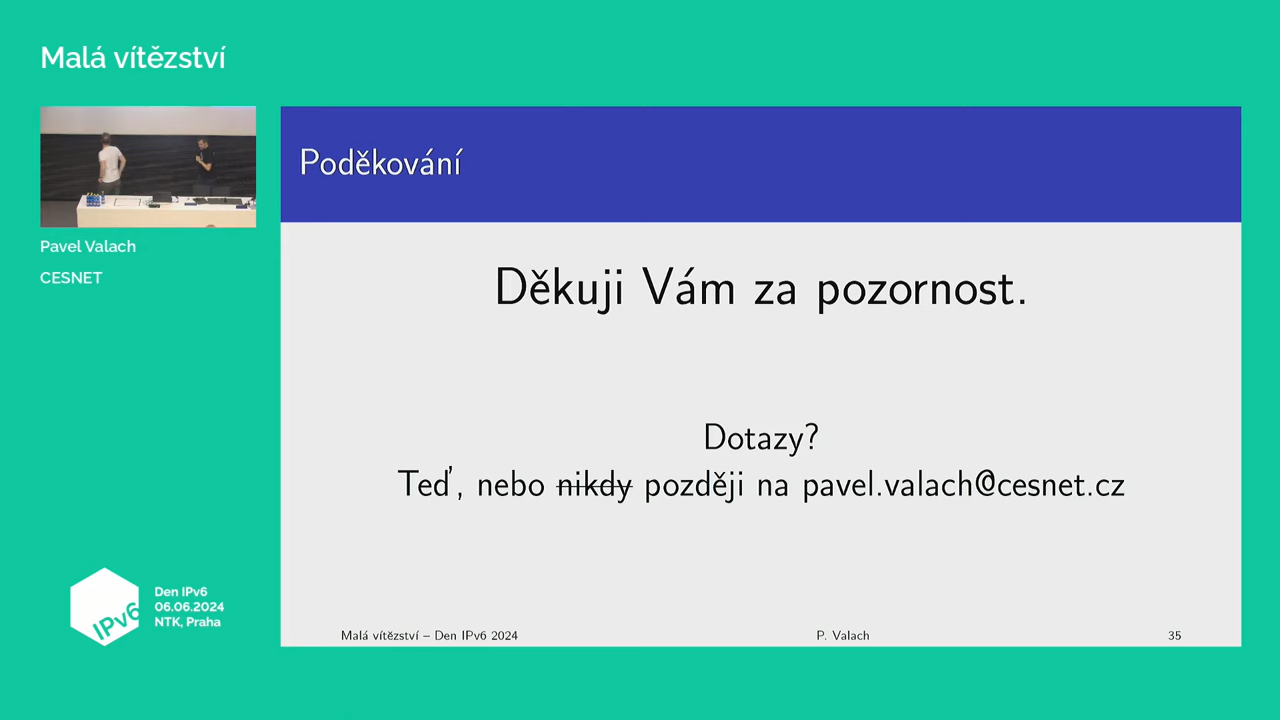 Malá vítězství
Pavel Valach
CESNET
Poděkování
Děkuji Vám za pozornost.
Dotazy?
Teď, nebo nikdy později na pavel.valach@cesnet.cz
Malá vítězství – Den IPv6 2024
P. Valach
35
IPv6
Den IPv6
06.06.2024
NTK, Praha